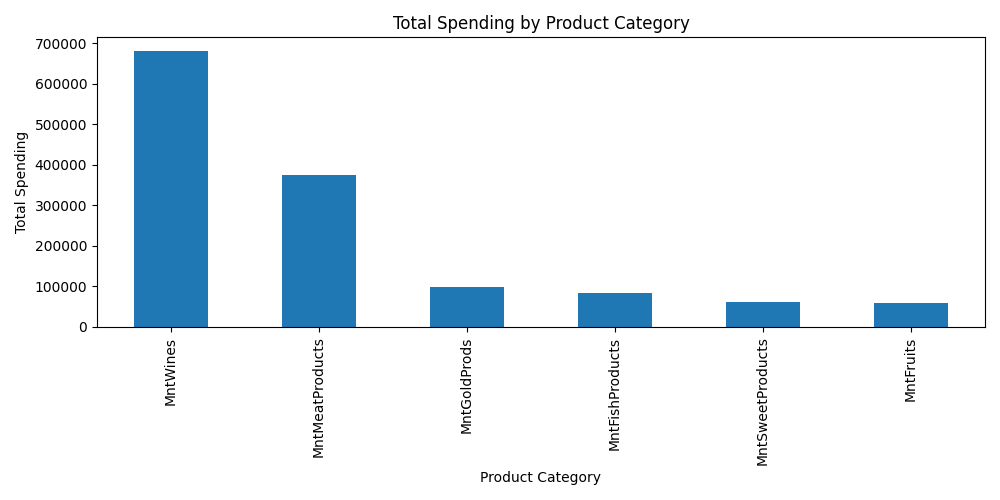 Total Spending by Product Category
Total Spending
700000
600000
500000
400000
300000
200000
100000
0
MntWines
MntMeatProducts
MntGoldProds
MntFishProducts
MntSweetProducts
MntFruits
Product Category